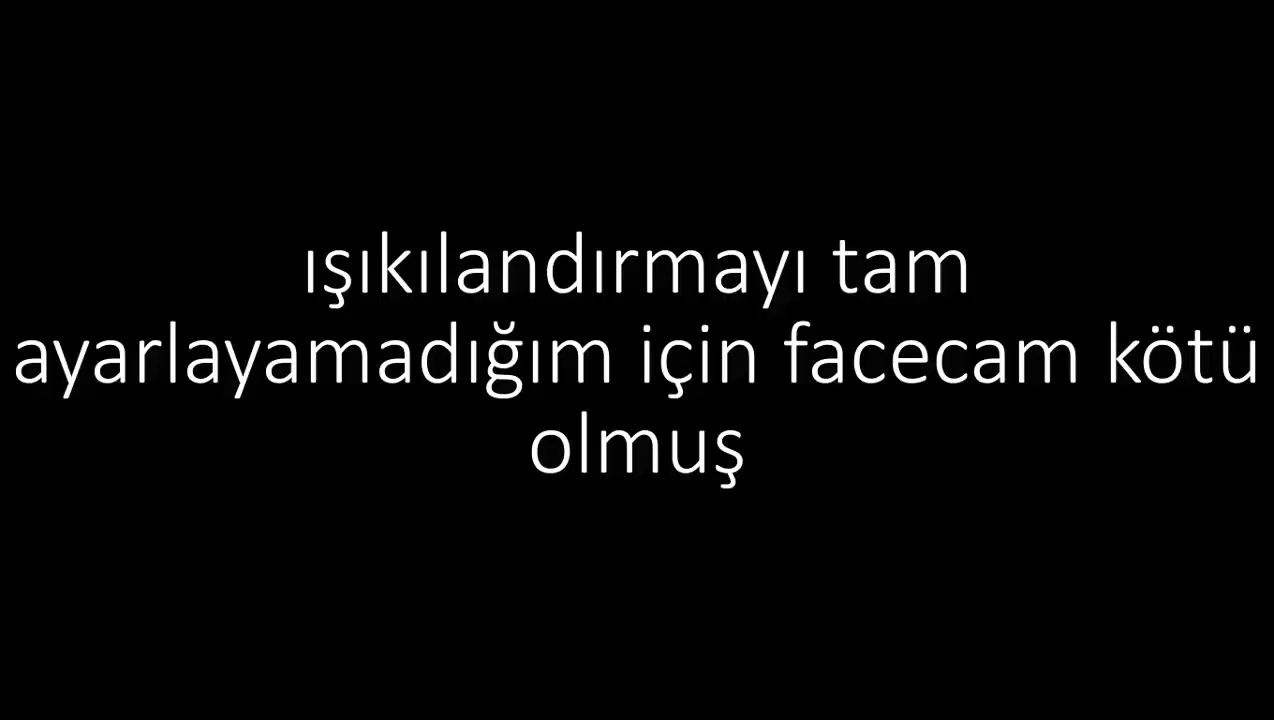 ışıkılandırmayı tam
ayarlayamadığım için facecam kötü
olmuş